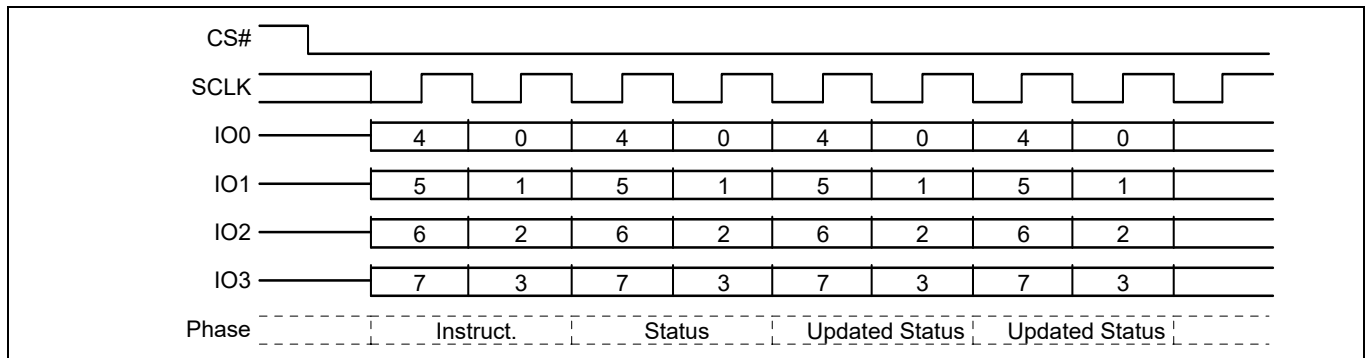 CS#
SCLK
IO0 4 0 4 0 4 0 4 0
IO1 5 1 5 1 5 1 5 1
IO2 6 2 6 2 6 2 6 2
IO3 7 3 7 3 7 3 7 3
Phase Instruct. Status Updated Status Updated Status